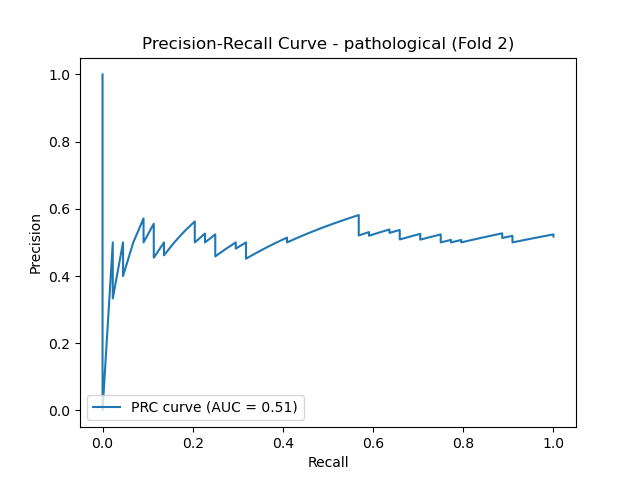 Precision-Recall Curve - pathological (Fold 2)
1.0
0.8
0.6
0.4
0.2
0.0
Precision
PRC curve (AUC = 0.51)
0.0 0.2 0.4 0.6 0.8 1.0
Recall